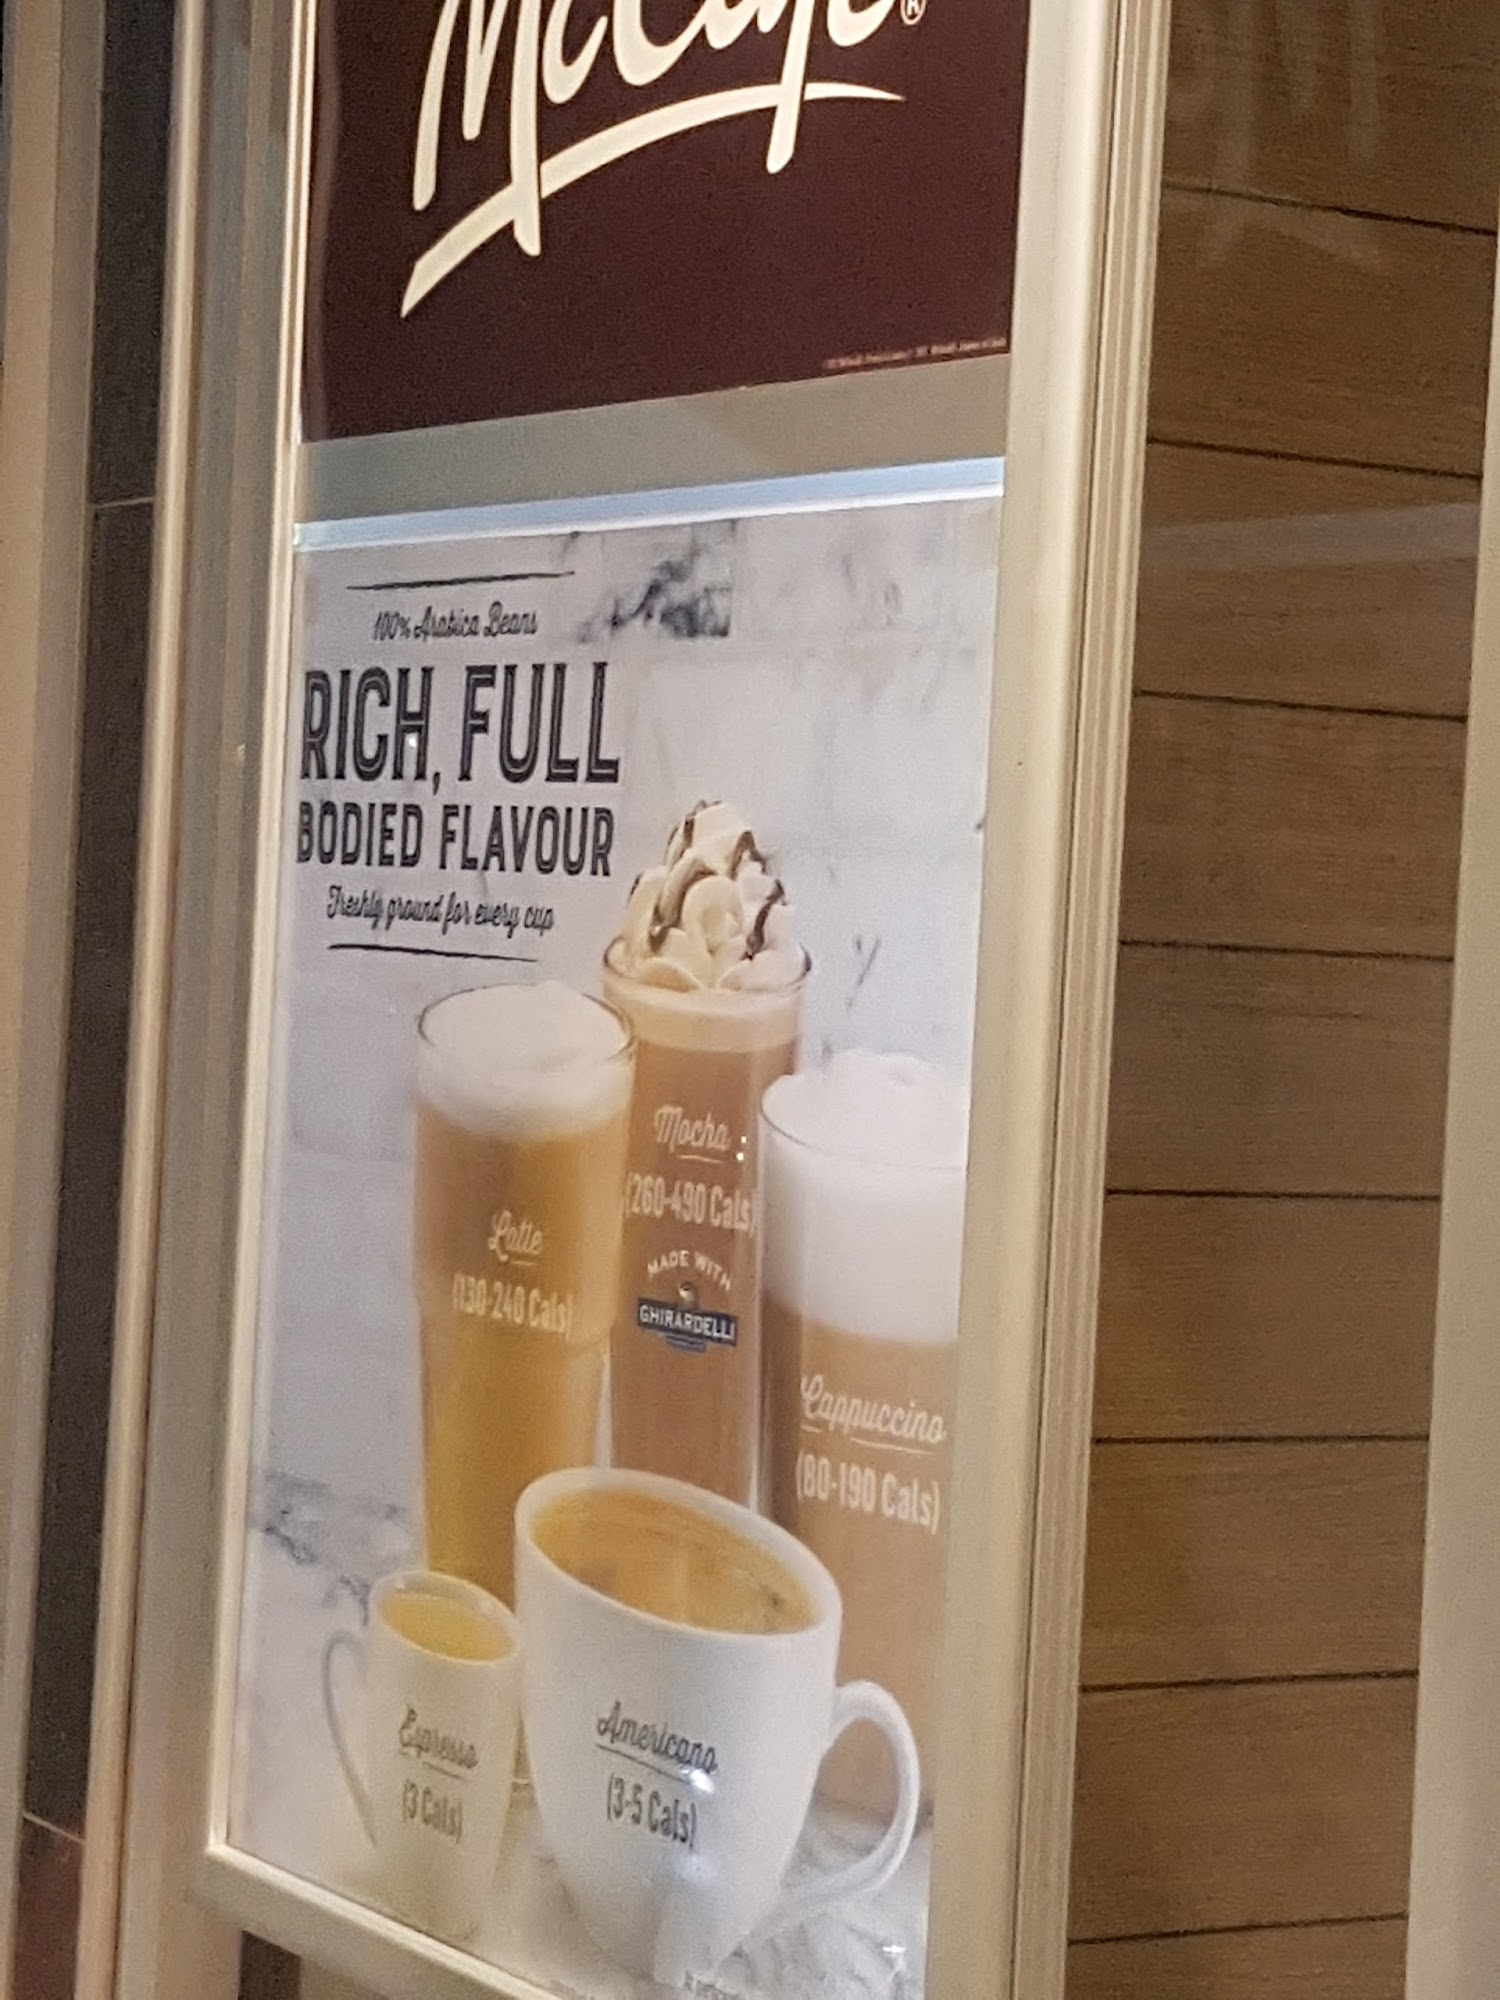 McCafé®
100% Arabica Beans
RICH, FULL
BODIED FLAVOUR
Freshly ground for every cup
Mocha
(260-490 Cals)
MADE WITH
GHIRARDELLI
Latte
(130-240 Cals)
Cappuccino
(80-190 Cals)
Espresso
(3 Cals)
Americano
(3-5 Cals)